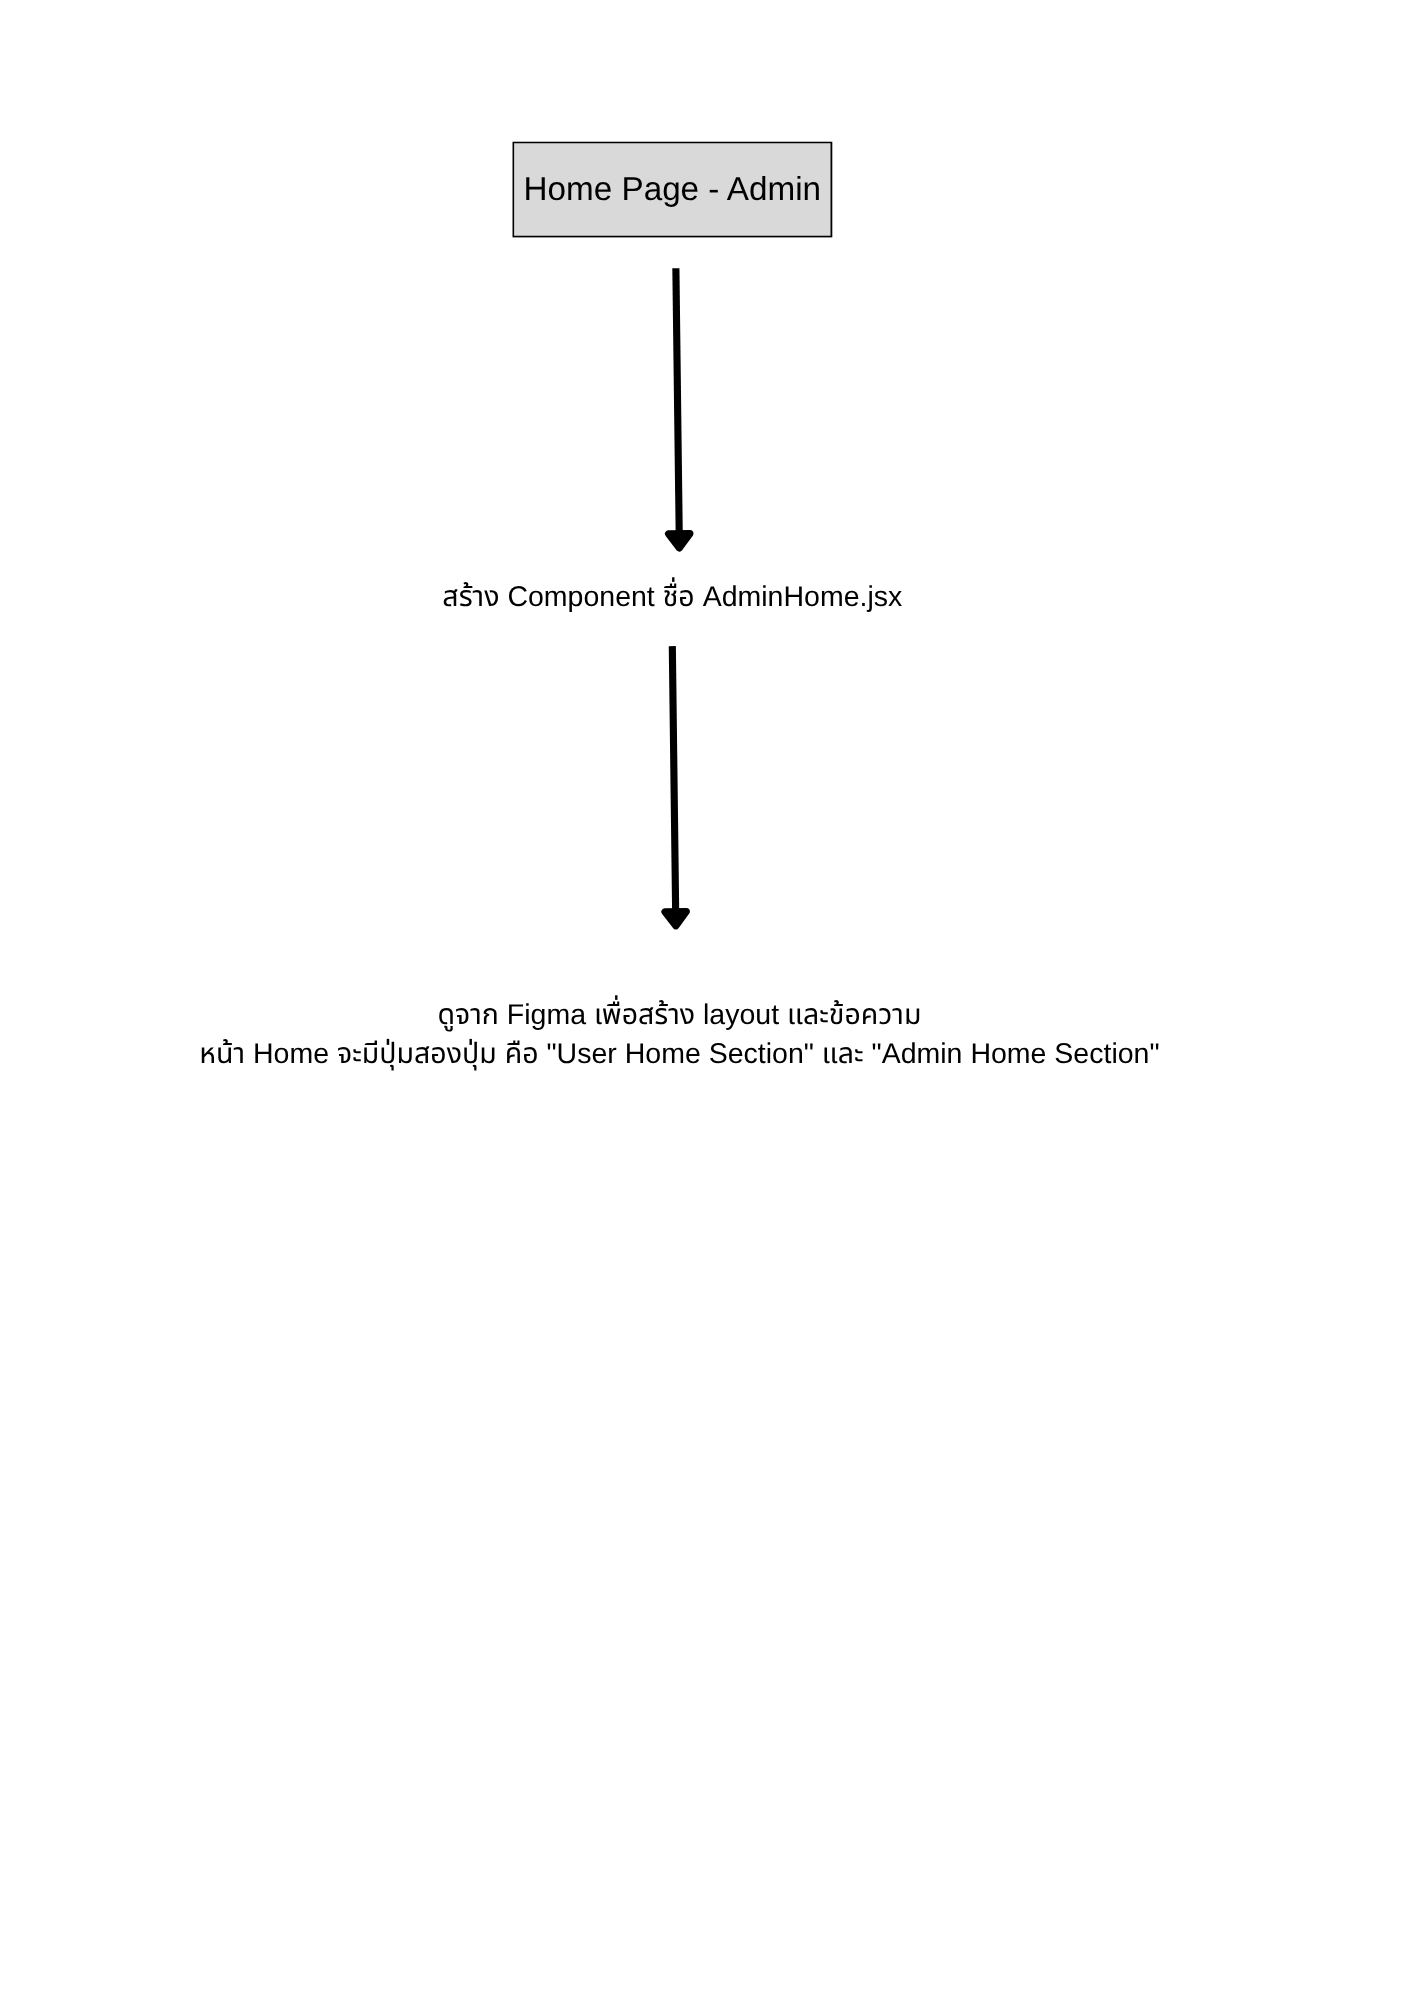 Home Page - Admin
สร้าง Component ชื่อ AdminHome.jsx
ดูจาก Figma เพื่อสร้าง layout และข้อความ
หน้า Home จะมีปุ่มสองปุ่ม คือ "User Home Section" และ "Admin Home Section"